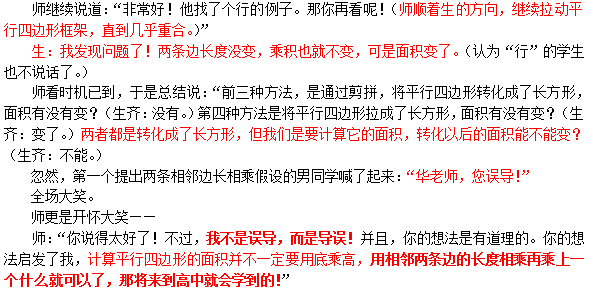 师继续说道：“非常好！他找了个行的例子。那你再看呢！（师顺着生的方向，继续拉动平
行四边形框架，直到几乎重合。）”
生：我发现问题了！两条边长度没变，乘积也就不变，可是面积变了。（认为“行”的学生
也不说话了。）
师看时机已到，于是总结说：“前三种方法，是通过剪拼，将平行四边形转化成了长方形，
面积有没有变？（生齐：没有。）第四种方法是将平行四边形拉成了长方形，面积有没有变？（生
齐：变了。）两者都是转化成了长方形，但我们是要计算它的面积，转化以后的面积能不能变？
（生齐：不能。）
忽然，第一个提出两条相邻边长相乘假设的男同学喊了起来：“华老师，您误导！”
全场大笑。
师更是开怀大笑——
师：“你说得太好了！不过，我不是误导，而是导误！并且，你的想法是有道理的。你的想
法启发了我，计算平行四边形的面积并不一定要用底乘高，用相邻两条边的长度相乘再乘上一
个什么就可以了，那将来到高中就会学到的！”